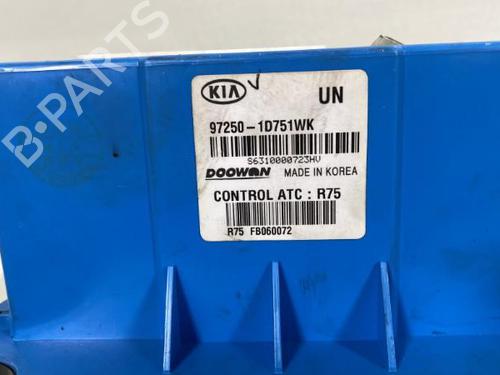 B-PARTS
KIA V UN
97250-1D751WK
S6310000723HV
DOOWON MADE IN KOREA
CONTROL ATC : R75
R75 FB060072